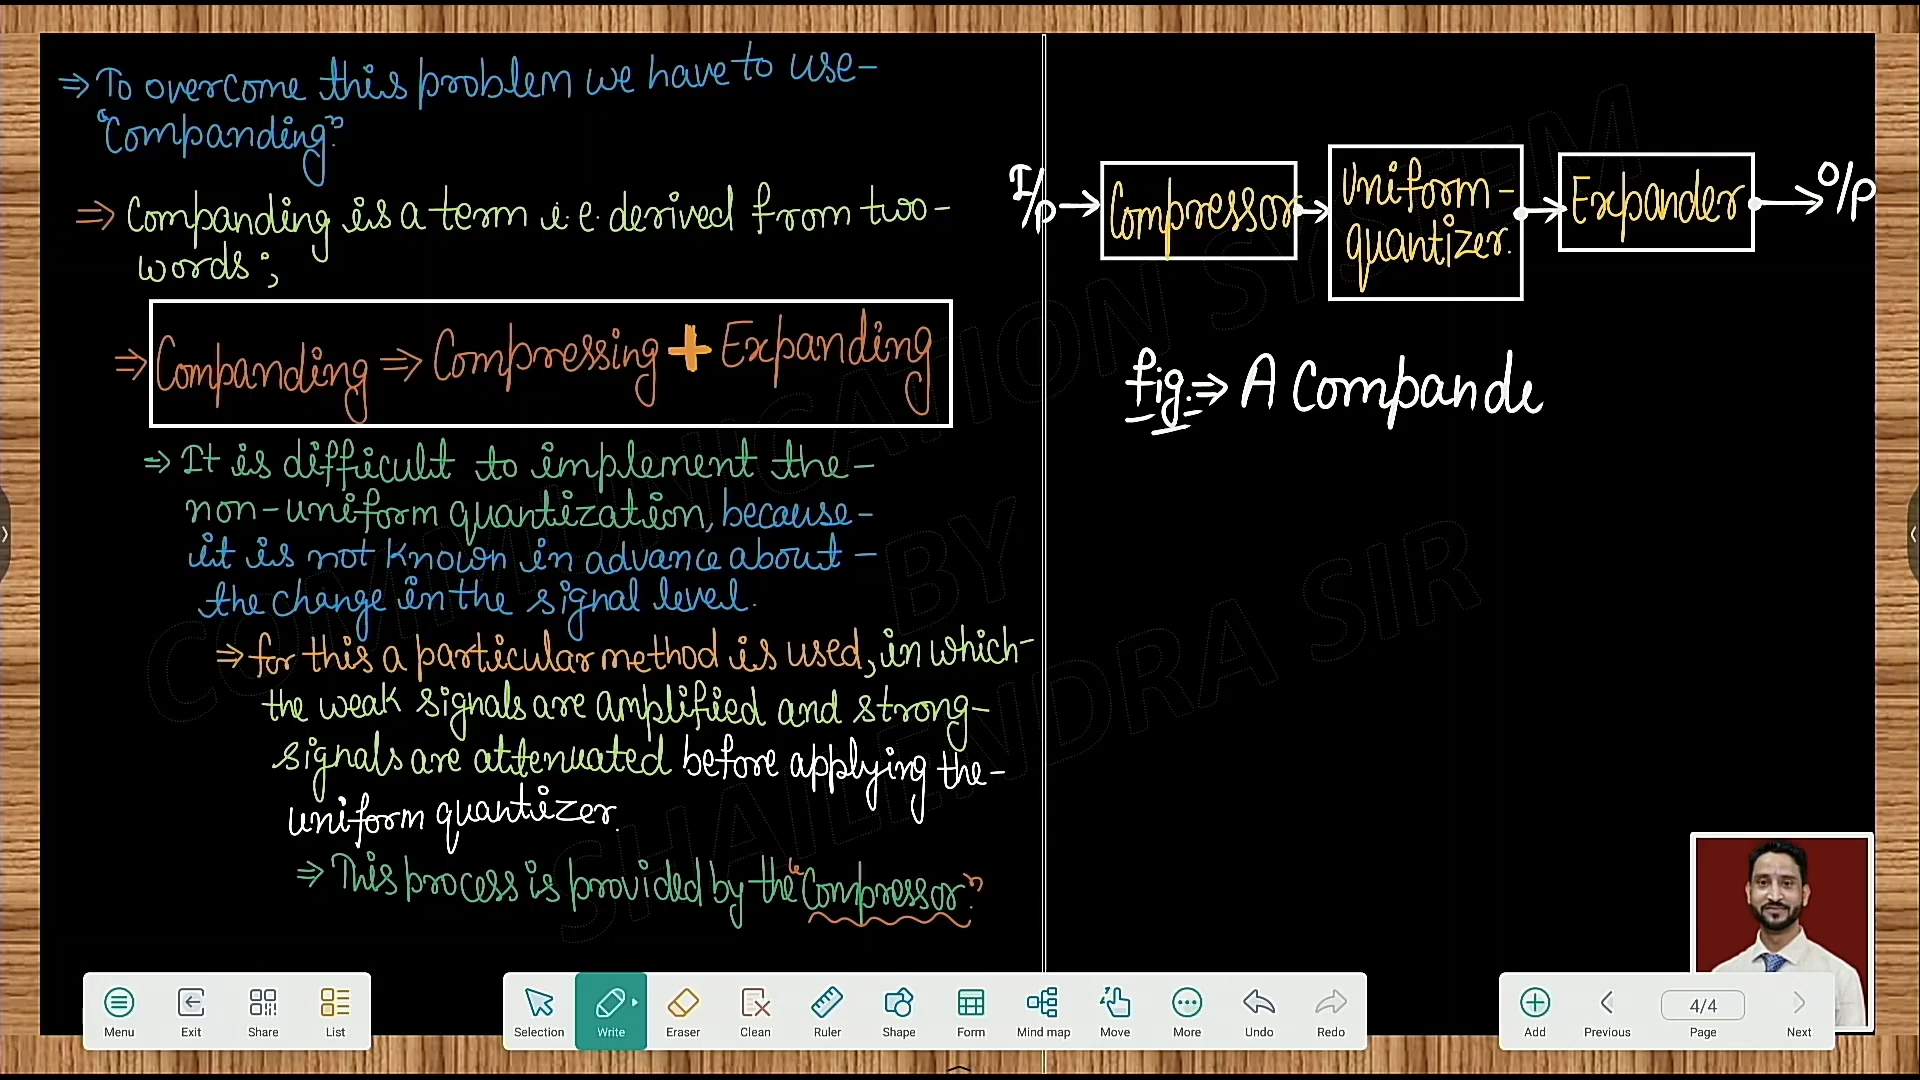 ⇒ To overcome this problem we have to use-
"Companding"
⇒ Companding is a term i.e. derived from two-
words:,
⇒ Companding ⇒ Compressing + Expanding
⇒ It is difficult to implement the-
non-uniform quantization, because-
it is not known in advance about-
the change in the signal level.
⇒ for this a particular method is used, in which-
the weak signals are amplified and strong-
signals are attenuated before applying the-
uniform quantizer.
⇒ This process is provided by the "Compressor"
I/p → Compressor → Uniform- → Expander → O/p
quantizer.
fig. ⇒ A Compande
COMMUNICATION SYSTEM
BY
SHAILENDRA SIR
Menu Exit Share List
Selection Write Eraser Clean Ruler Shape Form Mind map Move More Undo Redo
Add Previous 4/4 Page Next